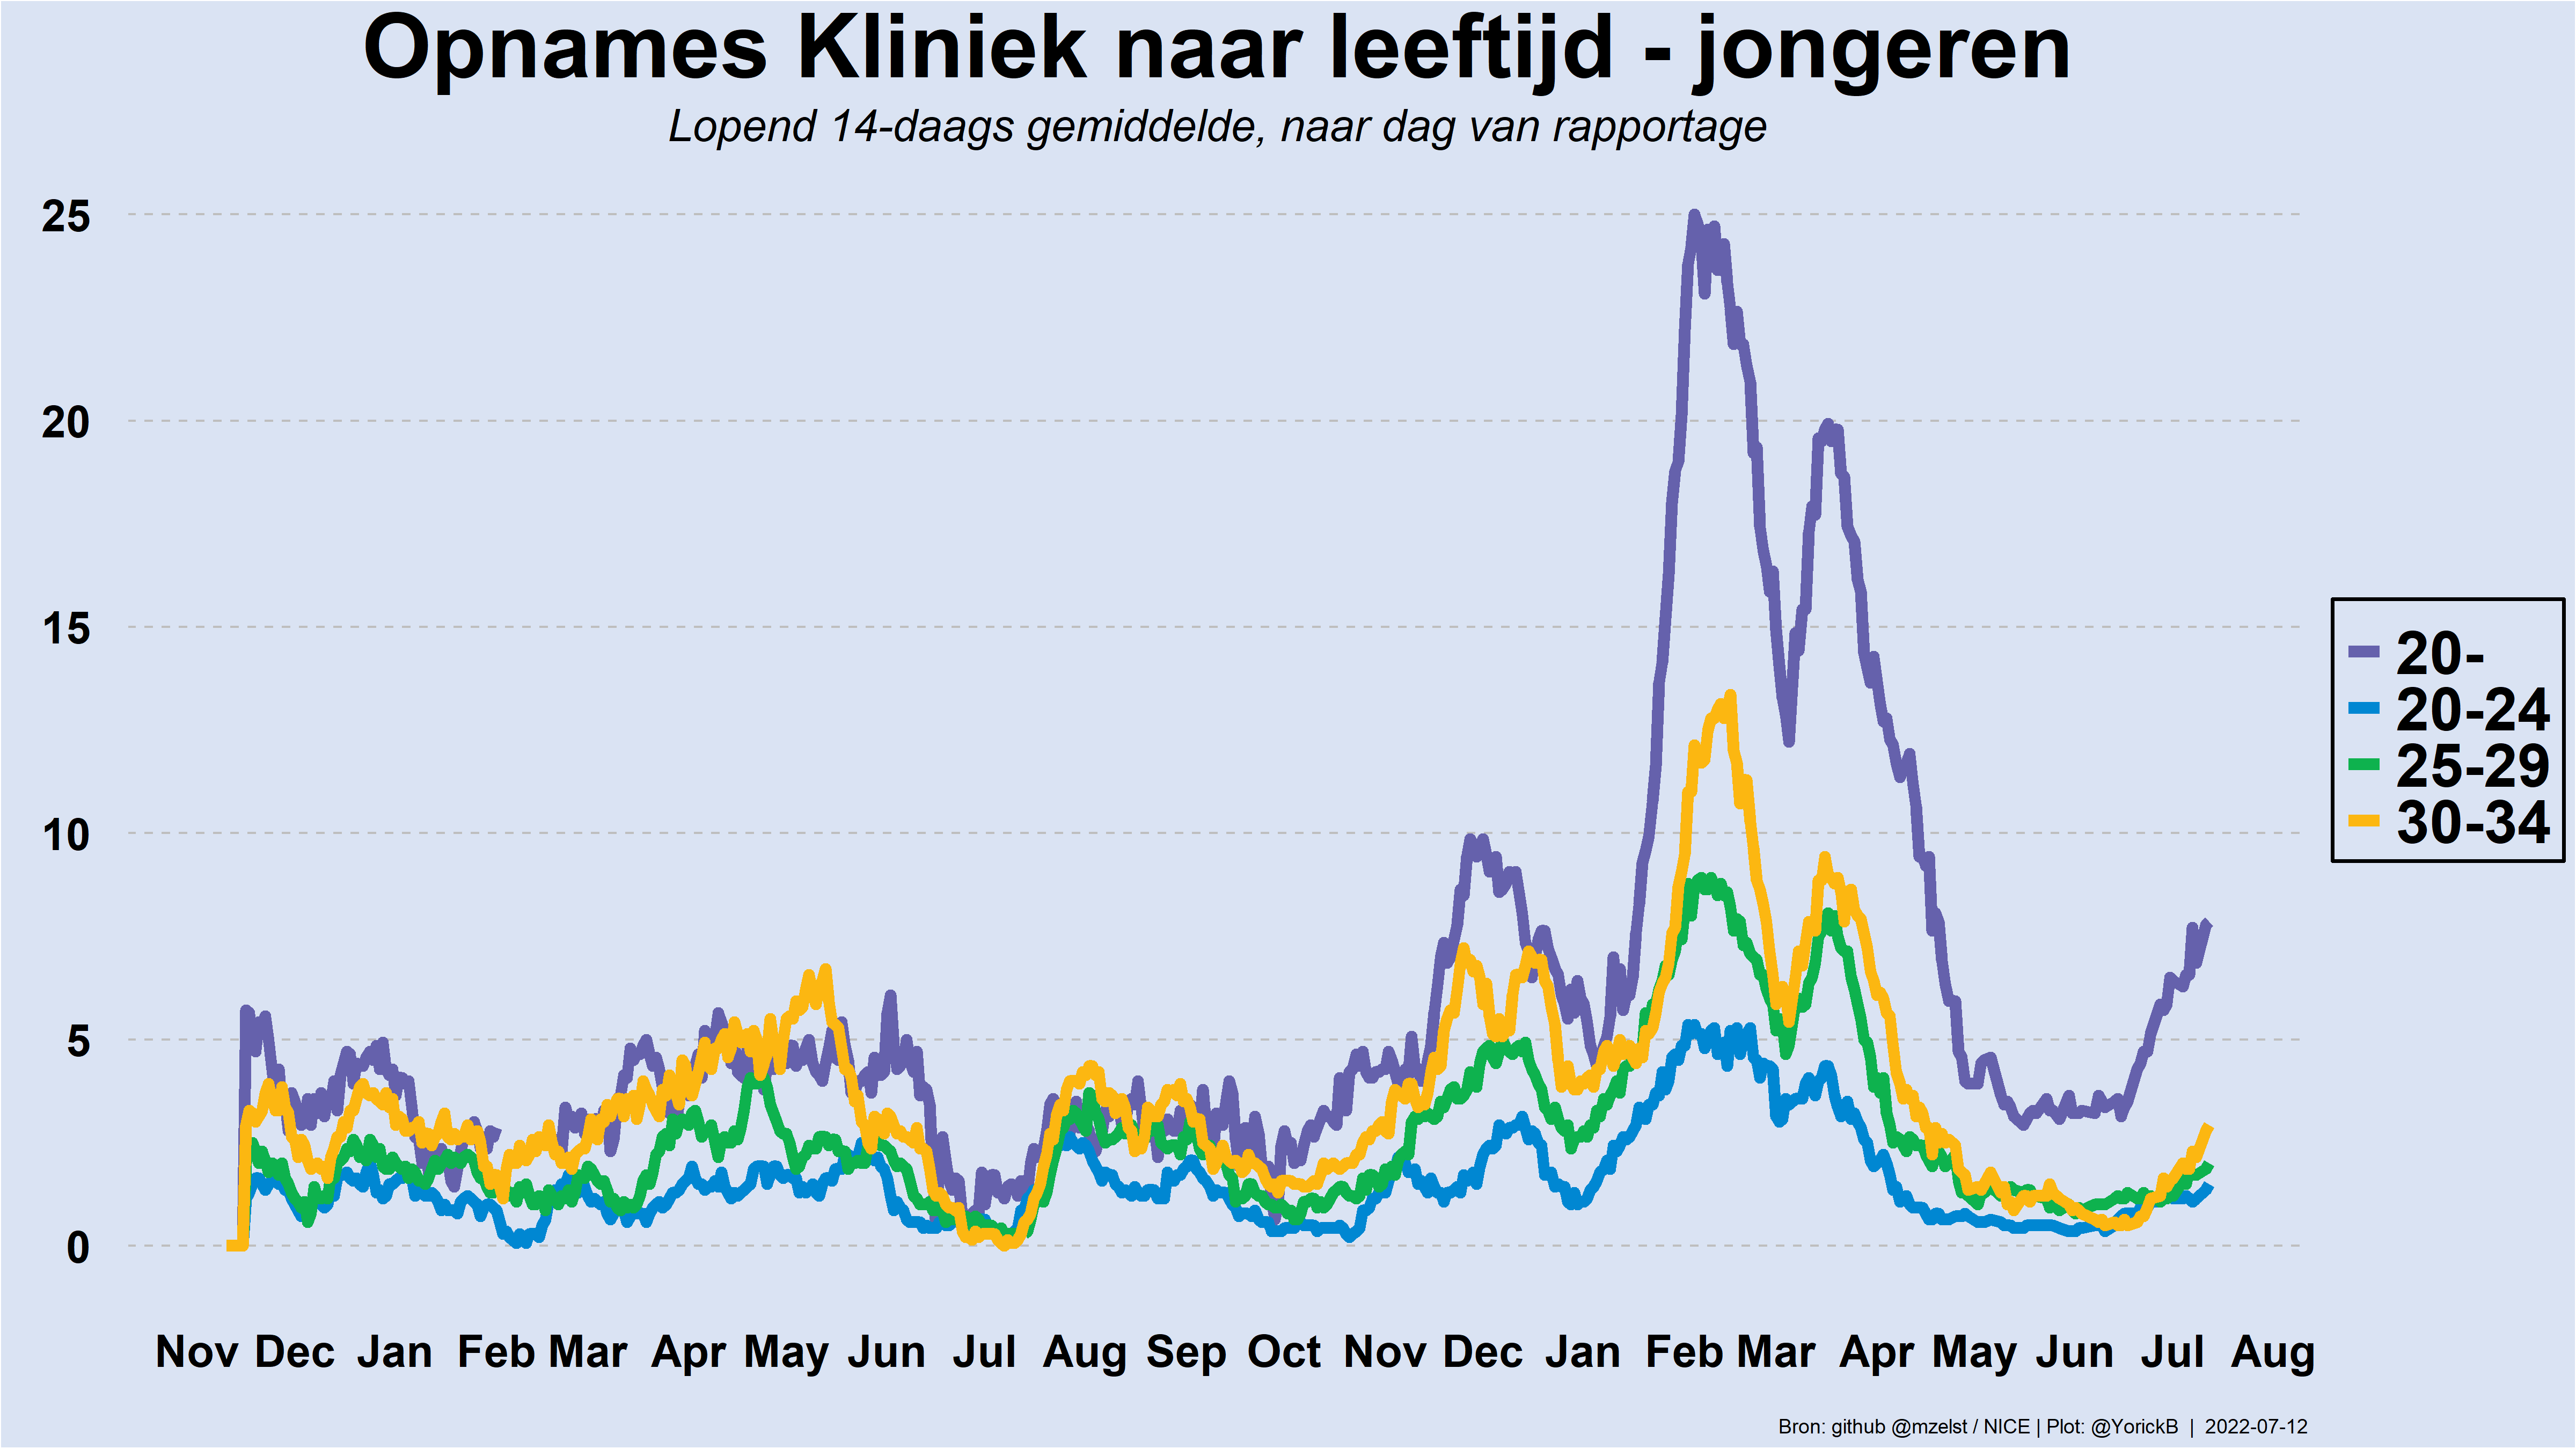 Opnames Kliniek naar leeftijd - jongeren
Lopend 14-daags gemiddelde, naar dag van rapportage
25
20
15
10
5
0
20-
20-24
25-29
30-34
Nov Dec Jan Feb Mar Apr May Jun Jul Aug Sep Oct Nov Dec Jan Feb Mar Apr May Jun Jul Aug
Bron: github @mzelst / NICE | Plot: @YorickB | 2022-07-12